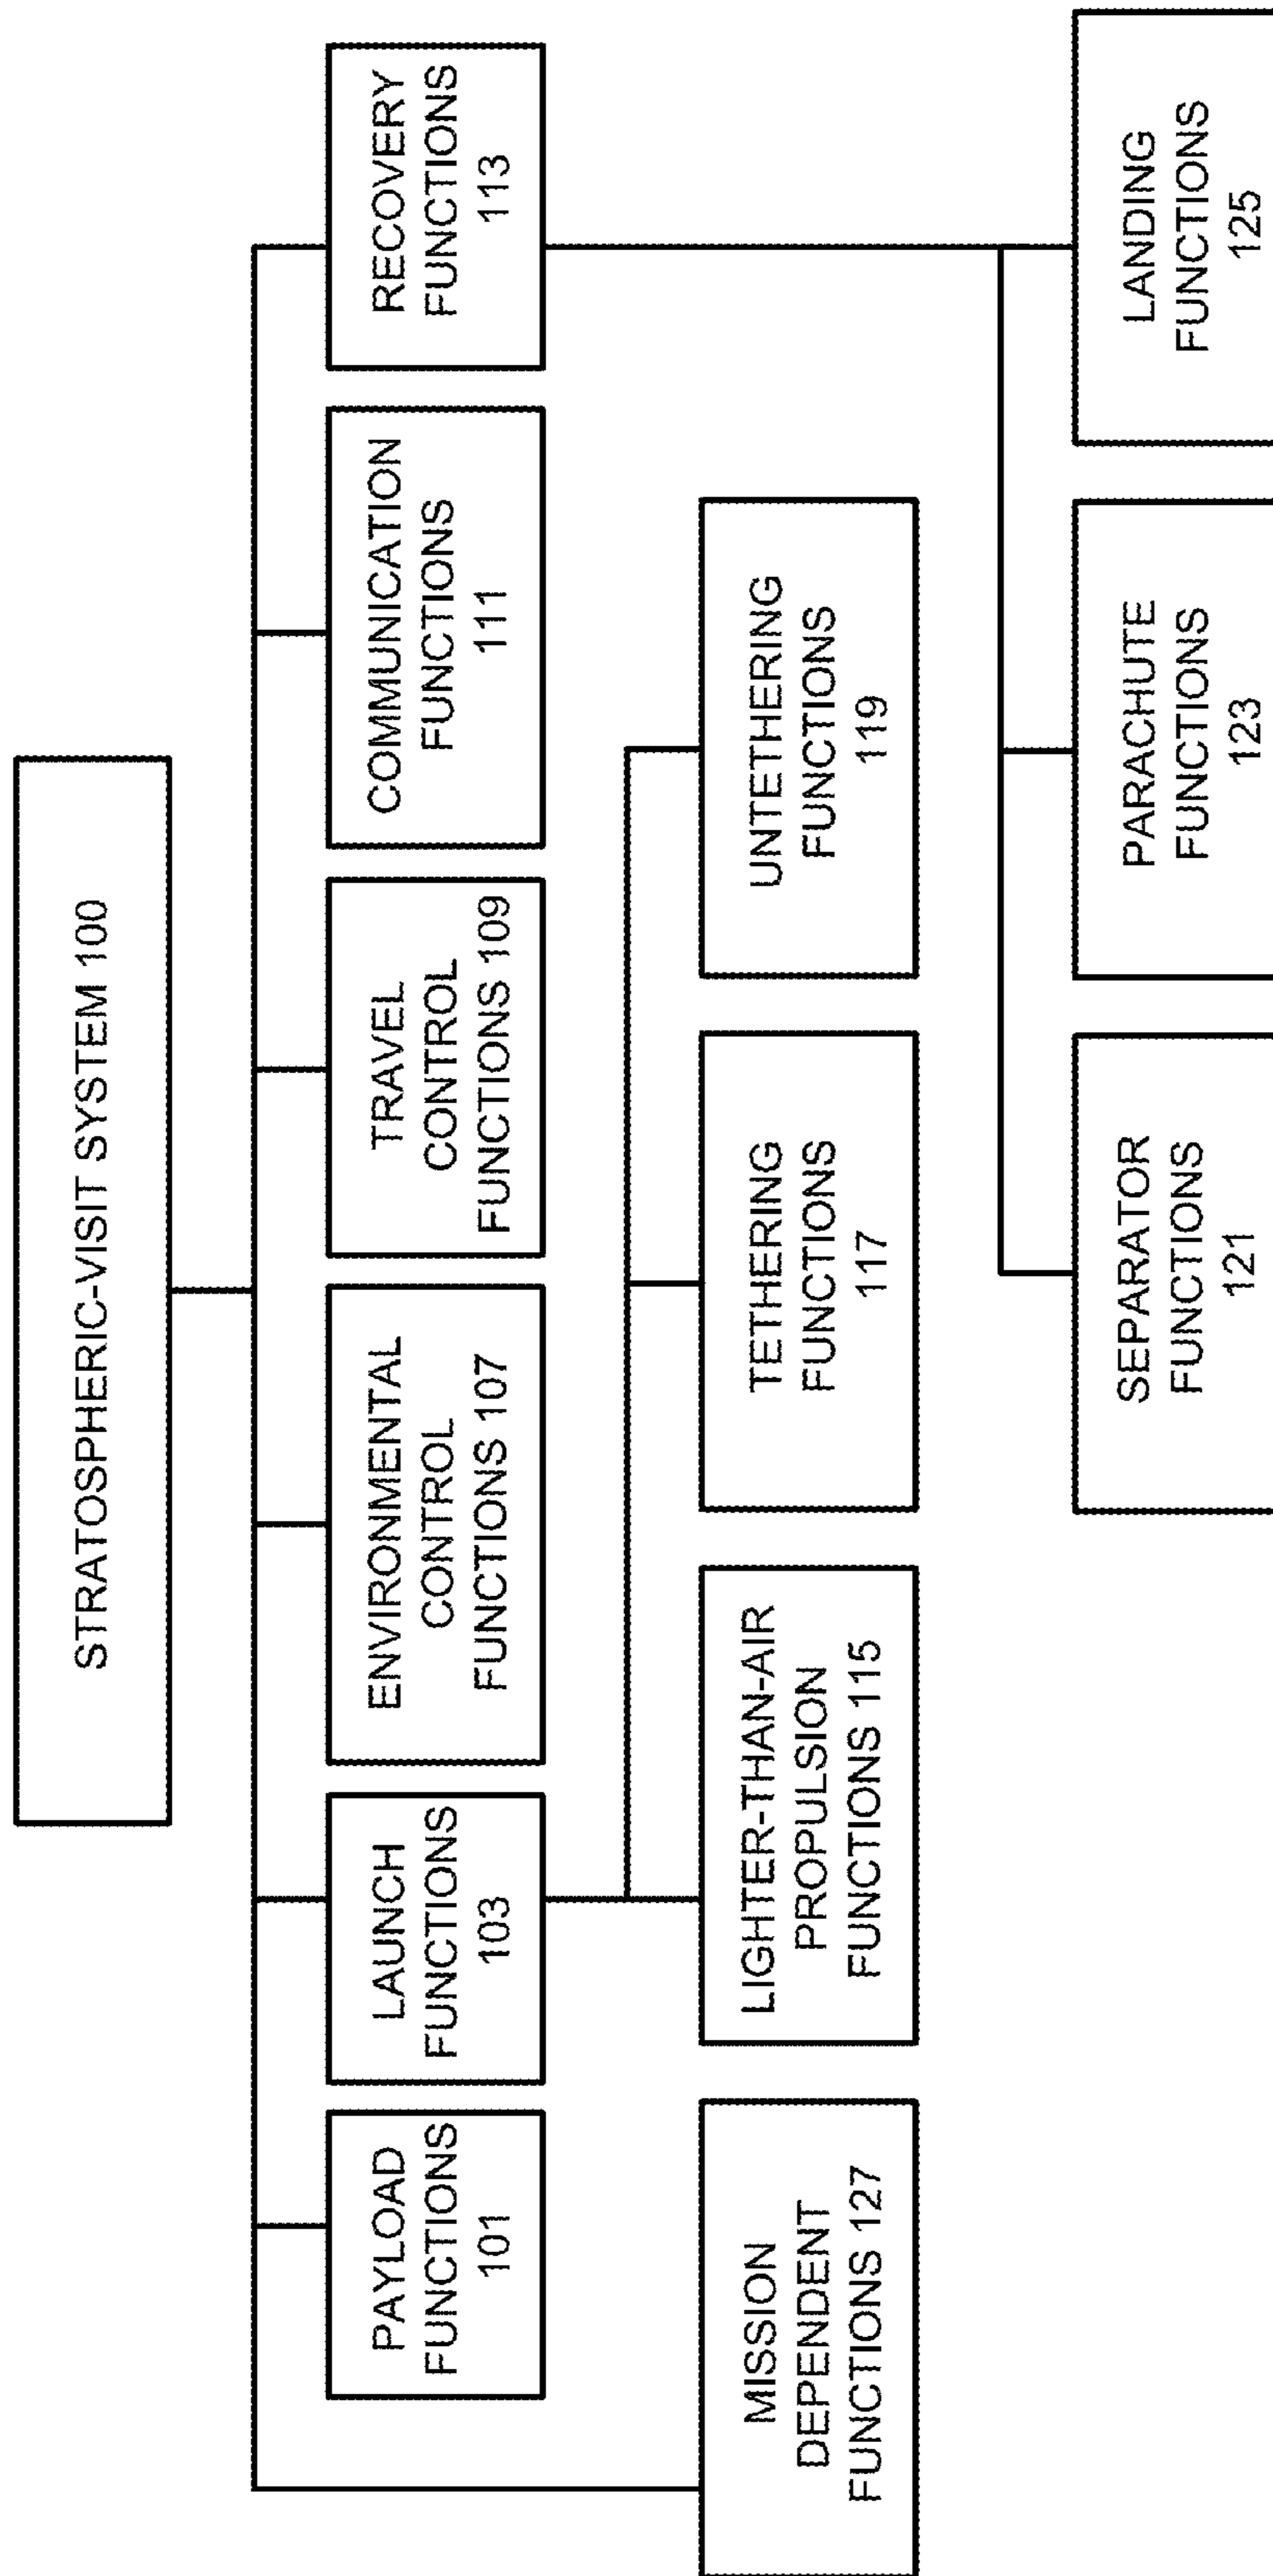 STRATOSPHERIC-VISIT SYSTEM 100
PAYLOAD
FUNCTIONS
101
LAUNCH
FUNCTIONS
103
ENVIRONMENTAL
CONTROL
FUNCTIONS 107
TRAVEL
CONTROL
FUNCTIONS 109
COMMUNICATION
FUNCTIONS
111
RECOVERY
FUNCTIONS
113
MISSION
DEPENDENT
FUNCTIONS 127
LIGHTER-THAN-AIR
PROPULSION
FUNCTIONS 115
TETHERING
FUNCTIONS
117
UNTETHERING
FUNCTIONS
119
SEPARATOR
FUNCTIONS
121
PARACHUTE
FUNCTIONS
123
LANDING
FUNCTIONS
125